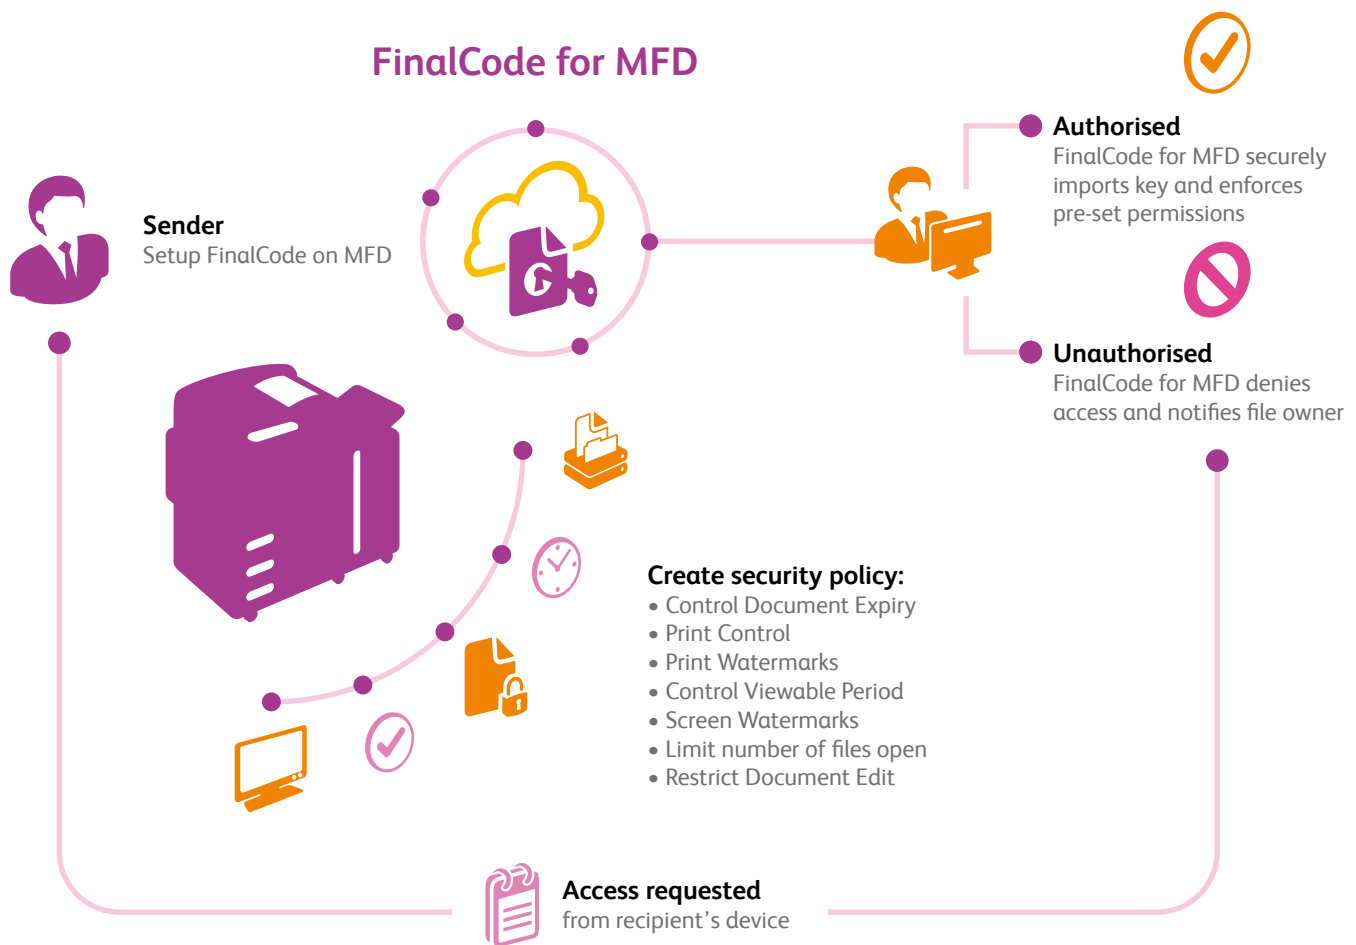 FinalCode for MFD
Sender
Setup FinalCode on MFD
Authorised
FinalCode for MFD securely
imports key and enforces
pre-set permissions
Unauthorised
FinalCode for MFD denies
access and notifies file owner
Create security policy:
• Control Document Expiry
• Print Control
• Print Watermarks
• Control Viewable Period
• Screen Watermarks
• Limit number of files open
• Restrict Document Edit
Access requested
from recipient’s device